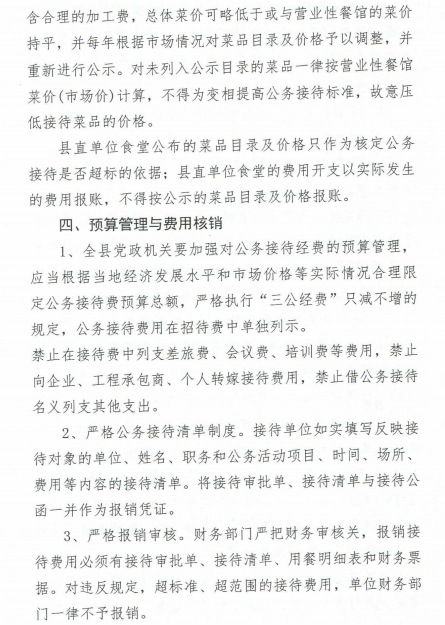 含合理的加工费，总体菜价可略低于或与营业性餐馆的菜价
持平，并每年根据市场情况对菜品目录及价格予以调整，并
重新进行公示。对未列入公示目录的菜品一律按营业性餐馆
菜价(市场价)计算，不得为变相提高公务接待标准，故意压
低接待菜品的价格。
县直单位食堂公布的菜品目录及价格只作为核定公务
接待是否超标的依据；县直单位食堂的费用开支以实际发生
的费用报账，不得按公示的菜品目录及价格报账。
四、预算管理与费用核销
1、全县党政机关要加强对公务接待经费的预算管理，
应当根据当地经济发展水平和市场价格等实际情况合理限
定公务接待费预算总额，严格执行“三公经费”只减不增的
规定，公务接待费用在招待费中单独列示。
禁止在接待费中列支差旅费、会议费、培训费等费用，禁止
向企业、工程承包商、个人转嫁接待费用，禁止借公务接待
名义列支其他支出。
2、严格公务接待清单制度。接待单位如实填写反映接
待对象的单位、姓名、职务和公务活动项目、时间、场所、
费用等内容的接待清单。将接待审批单、接待清单与接待公
函一并作为报销凭证。
3、严格报销审核。财务部门严把财务审核关，报销接
待费用必须有接待审批单、接待清单、用餐明细表和财务票
据。对违反规定，超标准、超范围的接待费用，单位财务部
门一律不予报销。